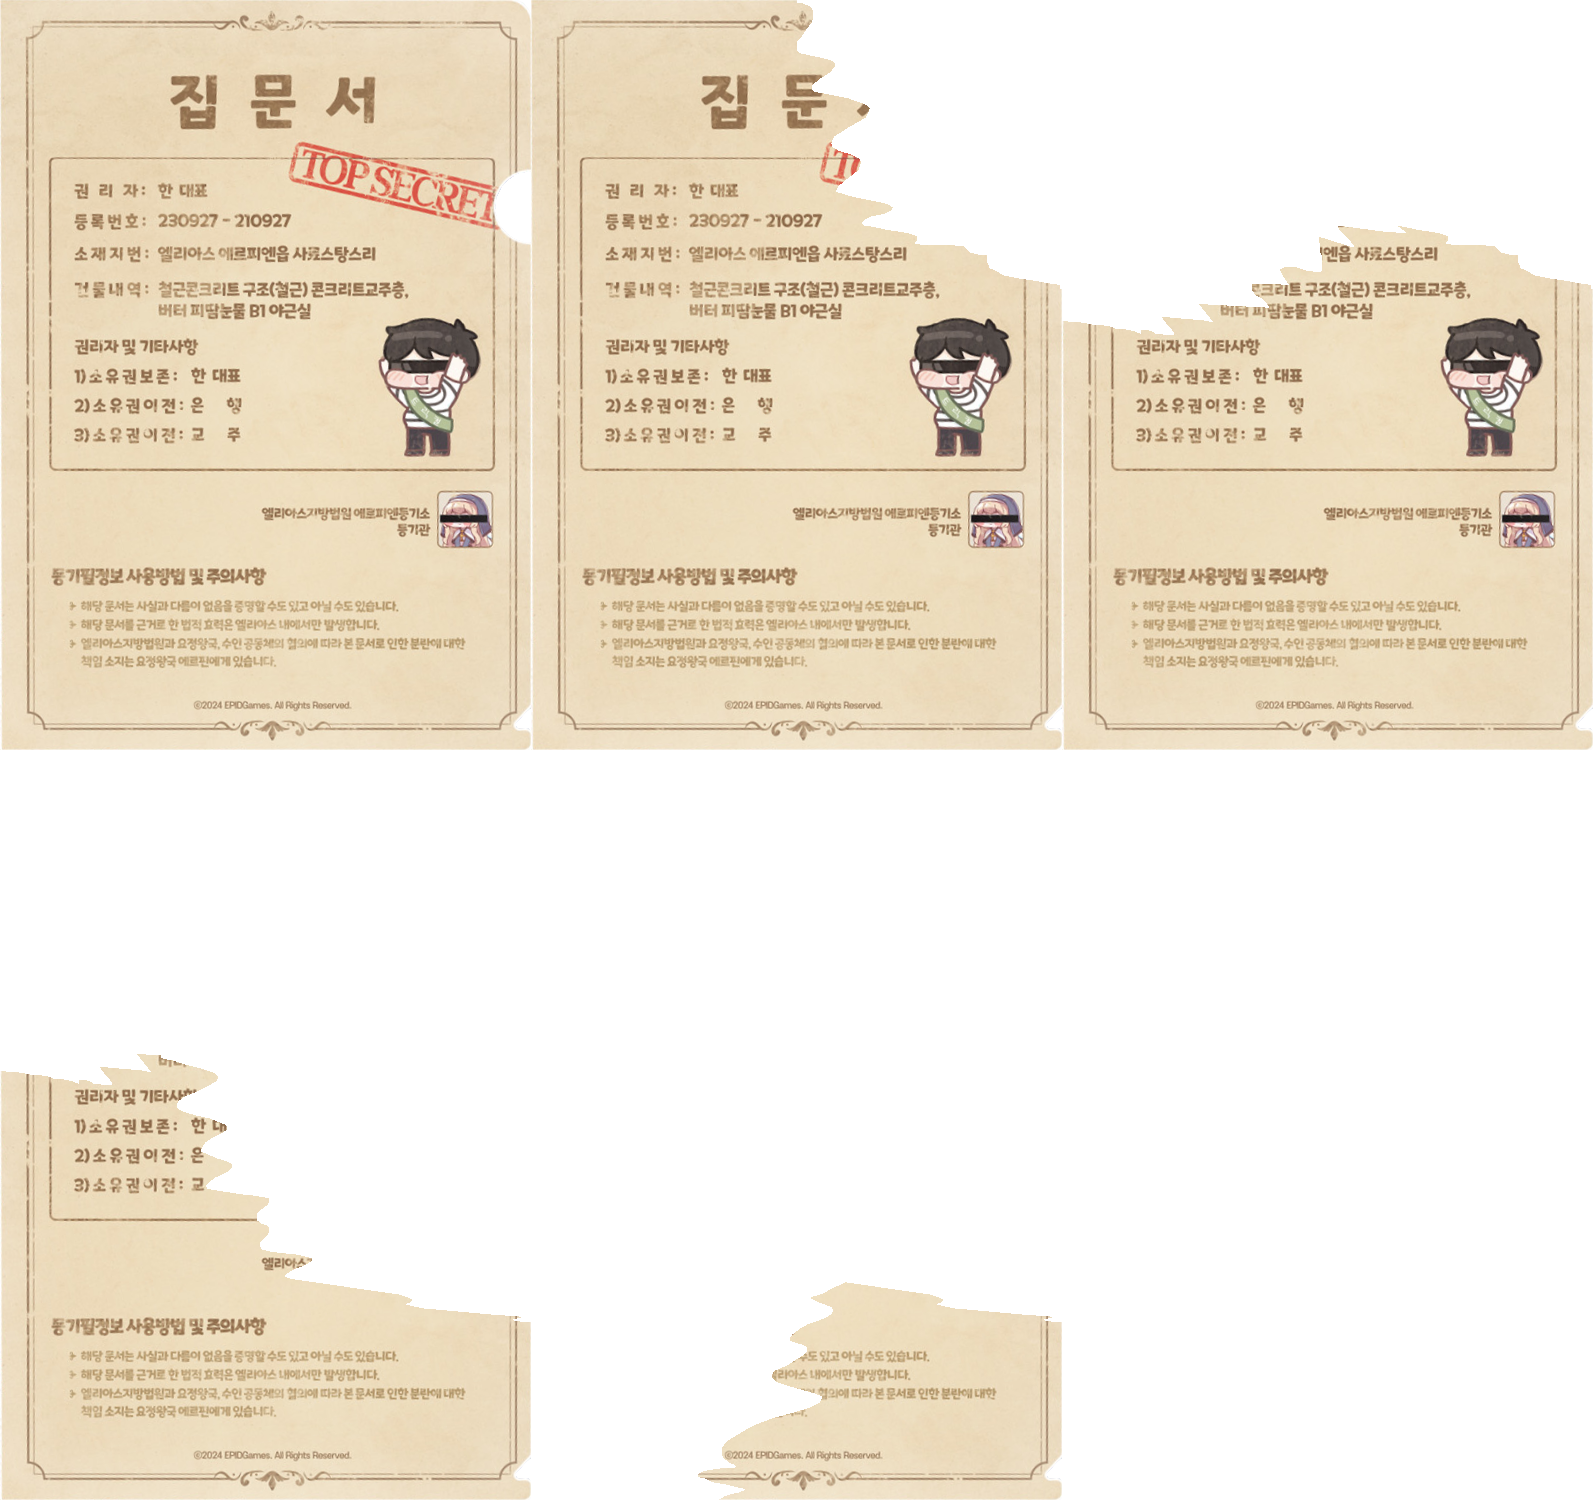 집 문 서
TOP SECRET
권 리 자 : 한 대표
등록번호 : 230927 - 210927
소재지번 : 엘리아스 에르피엔읍 사료스탕스리
건물내역 : 철근콘크리트 구조(철근) 콘크리트교주층,
버터 피땀눈물 B1 야근실
권리자 및 기타사항
1)소유권보존 : 한 대표
2)소유권이전 : 은 행
3)소유권이전 : 교 주
엘리아스지방법원 에르피엔등기소
등기관
등기필정보 사용방법 및 주의사항
해당 문서는 사실과 다름이 없음을 증명할 수도 있고 아닐 수도 있습니다.
해당 문서를 근거로 한 법적 효력은 엘리아스 내에서만 발생합니다.
엘리아스지방법원과 요정왕국, 수인 공동체의 협의에 따라 본 문서로 인한 분란에 대한
책임 소지는 요정왕국 에르핀에게 있습니다.
©2024 EPIDGames. All Rights Reserved.
집
권 리 자 : 한 대표
등록번호 : 230927 - 210927
소재지번 : 엘리아스 에르피엔읍 사료스탕스리
건물내역 : 철근콘크리트 구조(철근) 콘크리트교주층,
버터 피땀눈물 B1 야근실
권리자 및 기타사항
1)소유권보존 : 한 대표
2)소유권이전 : 은 행
3)소유권이전 : 교 주
엘리아스지방법원 에르피엔등기소
등기관
등기필정보 사용방법 및 주의사항
해당 문서는 사실과 다름이 없음을 증명할 수도 있고 아닐 수도 있습니다.
해당 문서를 근거로 한 법적 효력은 엘리아스 내에서만 발생합니다.
엘리아스지방법원과 요정왕국, 수인 공동체의 협의에 따라 본 문서로 인한 분란에 대한
책임 소지는 요정왕국 에르핀에게 있습니다.
©2024 EPIDGames. All Rights Reserved.
엔읍 사료스탕스리
크리트 구조(철근) 콘크리트교주층,
버터 피땀눈물 B1 야근실
권리자 및 기타사항
1)소유권보존 : 한 대표
2)소유권이전 : 은 행
3)소유권이전 : 교 주
엘리아스지방법원 에르피엔등기소
등기관
등기필정보 사용방법 및 주의사항
해당 문서는 사실과 다름이 없음을 증명할 수도 있고 아닐 수도 있습니다.
해당 문서를 근거로 한 법적 효력은 엘리아스 내에서만 발생합니다.
엘리아스지방법원과 요정왕국, 수인 공동체의 협의에 따라 본 문서로 인한 분란에 대한
책임 소지는 요정왕국 에르핀에게 있습니다.
©2024 EPIDGames. All Rights Reserved.
권리자 및 기타사
1)소유권보존 : 한
2)소유권이전 : 은
3)소유권이전 : 교
엘리아스
등기필정보 사용방법 및 주의사항
해당 문서는 사실과 다름이 없음을 증명할 수도 있고 아닐 수도 있습니다.
해당 문서를 근거로 한 법적 효력은 엘리아스 내에서만 발생합니다.
엘리아스지방법원과 요정왕국, 수인 공동체의 협의에 따라 본 문서로 인한 분란에 대한
책임 소지는 요정왕국 에르핀에게 있습니다.
©2024 EPIDGames. All Rights Reserved.
수도 있고 아닐 수도 있습니다.
리아스 내에서만 발생합니다.
에 따라 본 문서로 인한 분란에 대한
©2024 EPIDGames. All Rights Reserved.